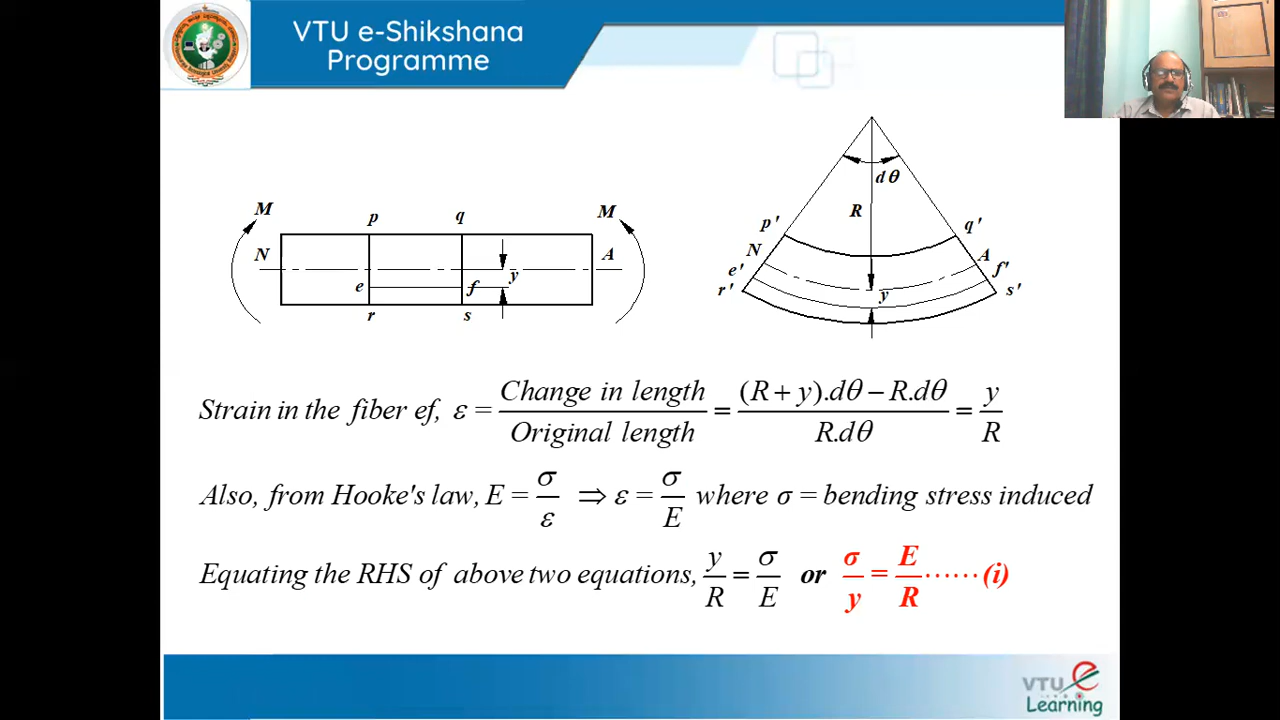 VTU e-Shikshana
Programme
M
p
q
M
N
A
e
f
y
r
s
dθ
R
p'
q'
N
A
e'
f'
r'
s'
y
Strain in the fiber ef, ε = Change in length / Original length = (R + y).dθ − R.dθ / R.dθ = y / R
Also, from Hooke's law, E = σ / ε ⇒ ε = σ / E where σ = bending stress induced
Equating the RHS of above two equations, y / R = σ / E or σ / y = E / R ······ (i)
VTU e
Learning